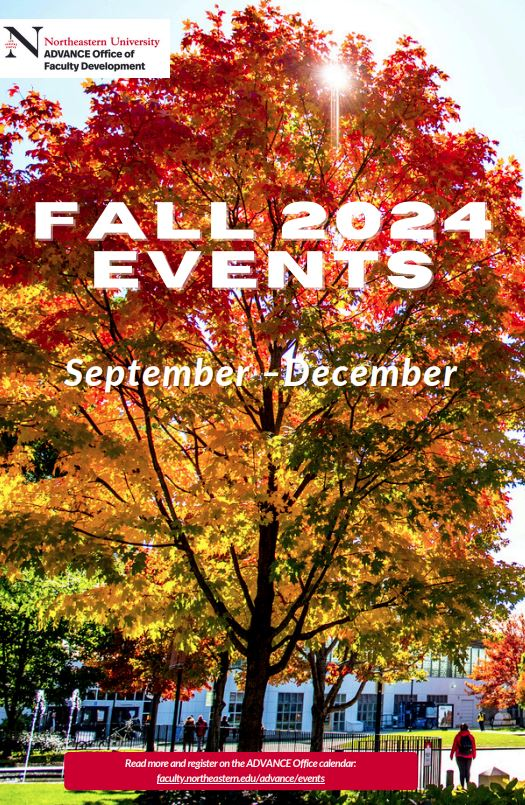 Northeastern University
ADVANCE Office of
Faculty Development
FALL 2024
EVENTS
September – December
Read more and register on the ADVANCE Office calendar:
faculty.northeastern.edu/advance/events